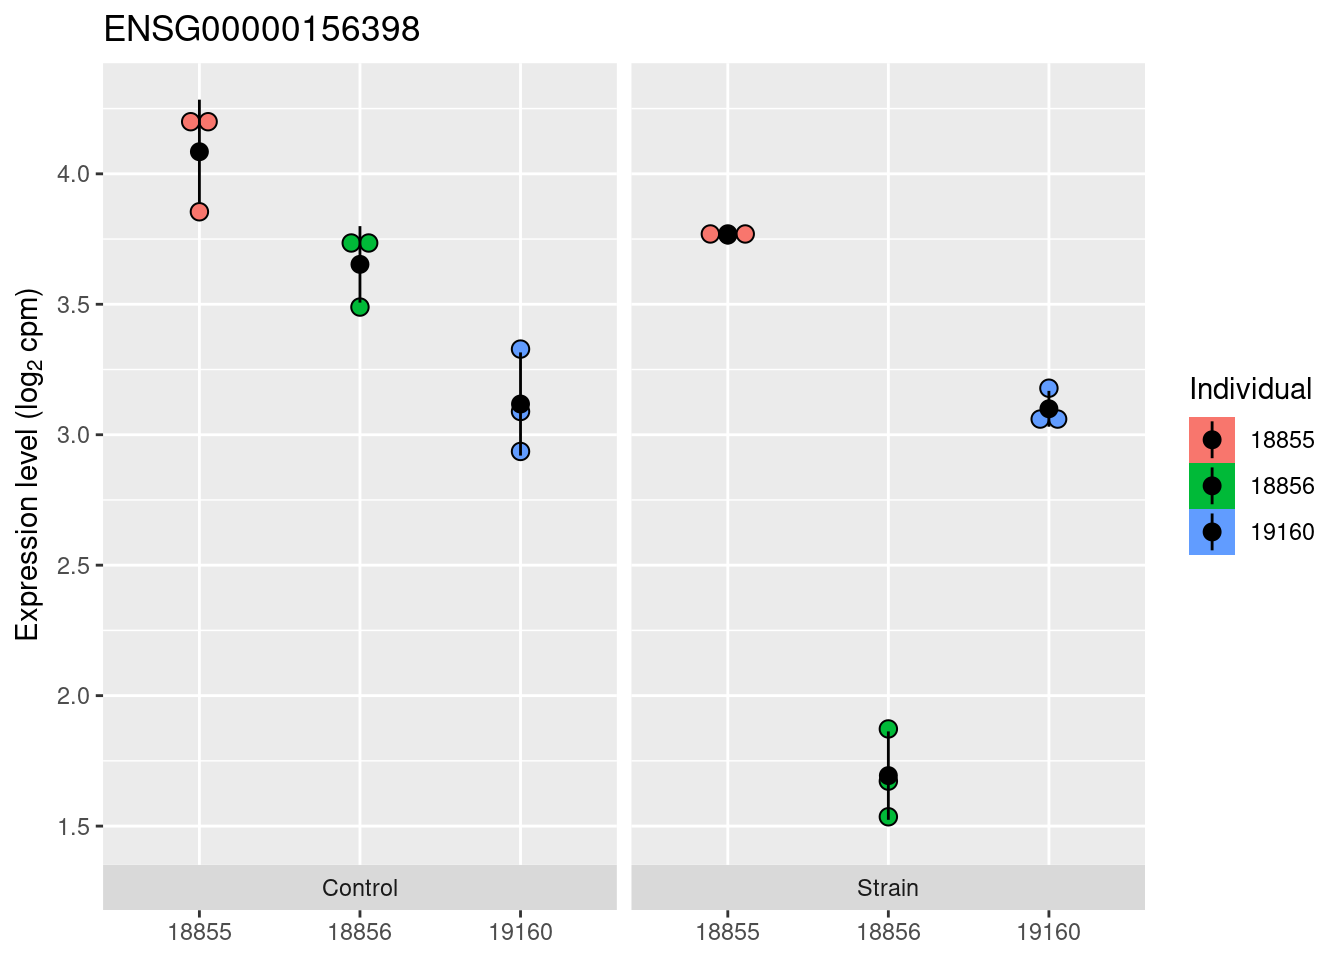 ENSG00000156398
Expression level (log₂ cpm)
4.0
3.5
3.0
2.5
2.0
1.5
Control
Strain
18855 18856 19160
18855 18856 19160
Individual
18855
18856
19160